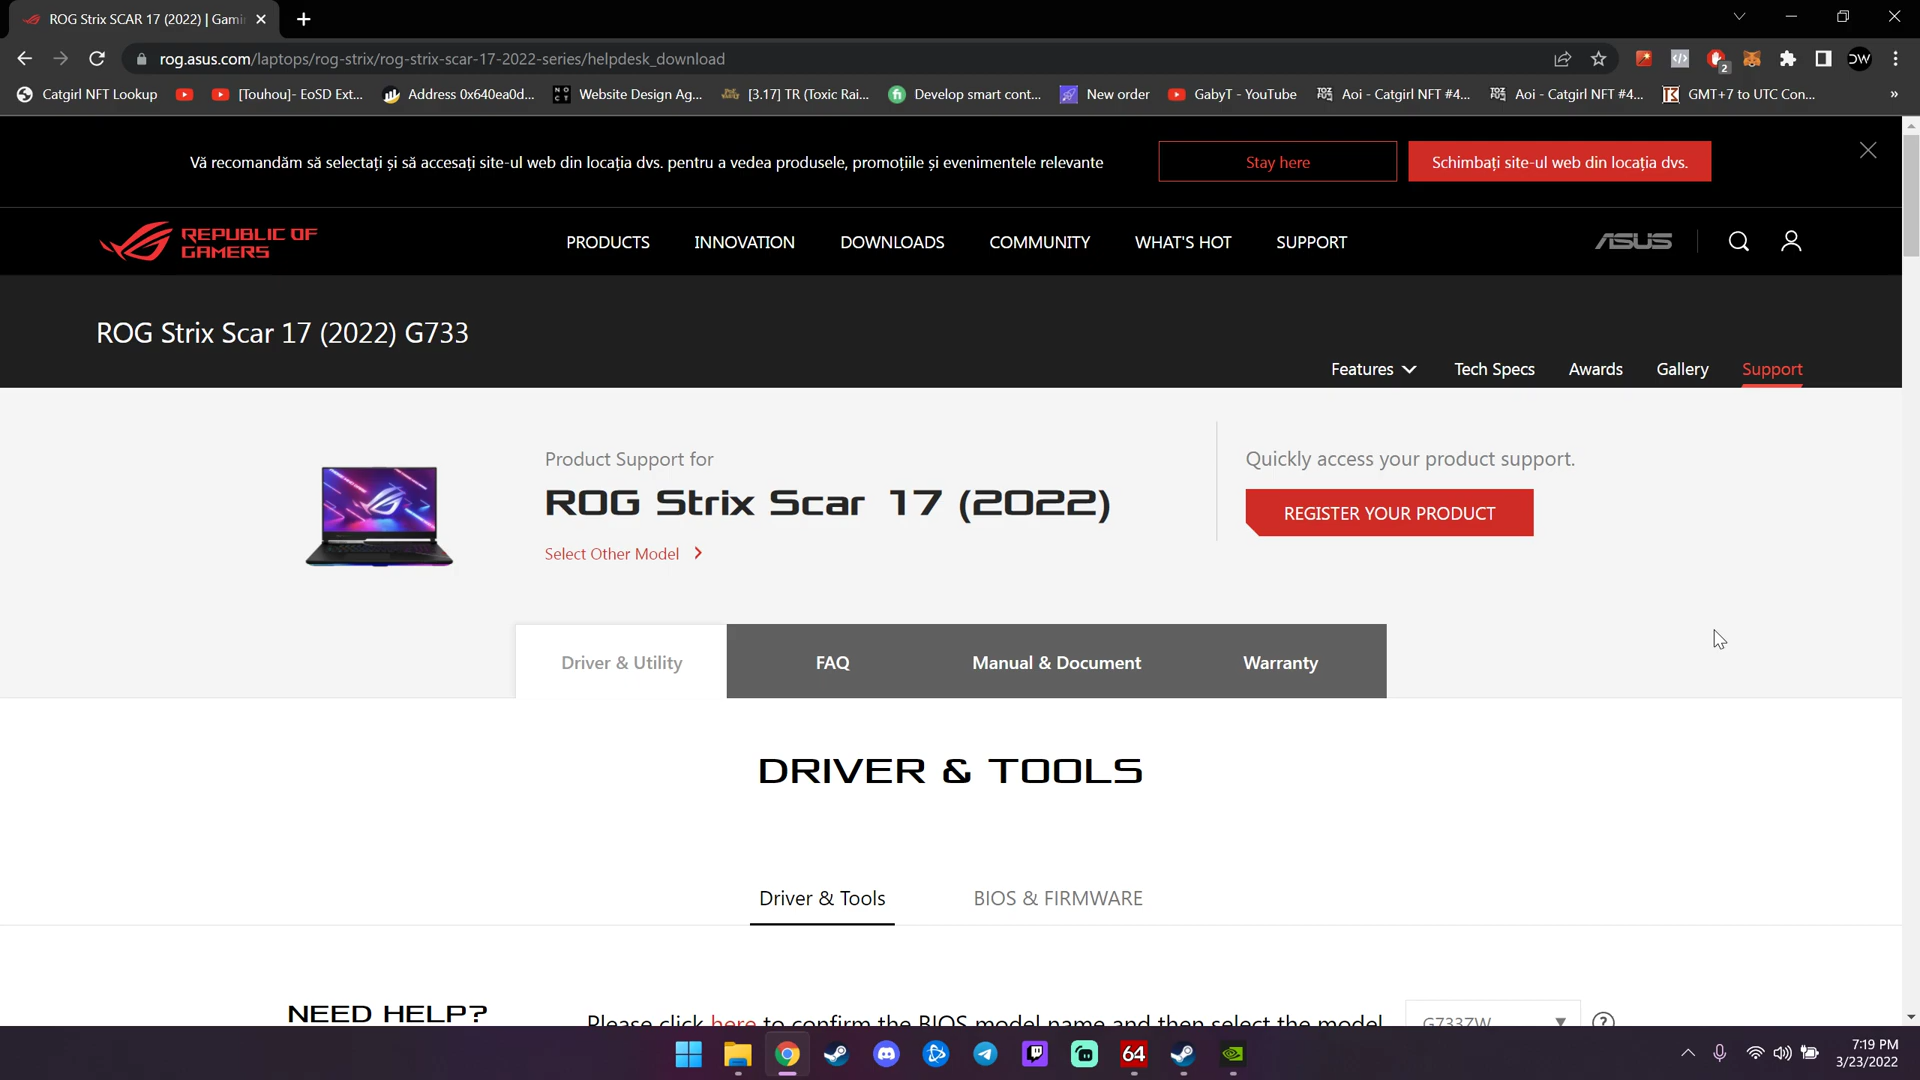 ROG Strix SCAR 17 (2022) | Gami
rog.asus.com/laptops/rog-strix/rog-strix-scar-17-2022-series/helpdesk_download
2
DW
Catgirl NFT Lookup
[Touhou]- EoSD Ext...
Address 0x640ea0d...
Website Design Ag...
[3.17] TR (Toxic Rai...
Develop smart cont...
New order
GabyT - YouTube
Aoi - Catgirl NFT #4...
Aoi - Catgirl NFT #4...
GMT+7 to UTC Con...
»
Vă recomandăm să selectați și să accesați site-ul web din locația dvs. pentru a vedea produsele, promoțiile și evenimentele relevante
Stay here
Schimbați site-ul web din locația dvs.
REPUBLIC OF
GAMERS
PRODUCTS
INNOVATION
DOWNLOADS
COMMUNITY
WHAT'S HOT
SUPPORT
ASUS
ROG Strix Scar 17 (2022) G733
Features
Tech Specs
Awards
Gallery
Support
Product Support for
ROG Strix Scar 17 (2022)
Select Other Model
Quickly access your product support.
REGISTER YOUR PRODUCT
Driver & Utility
FAQ
Manual & Document
Warranty
DRIVER & TOOLS
Driver & Tools
BIOS & FIRMWARE
NEED HELP?
Please click here to confirm the BIOS model name and then select the model
G733ZW
?
64
7:19 PM
3/23/2022